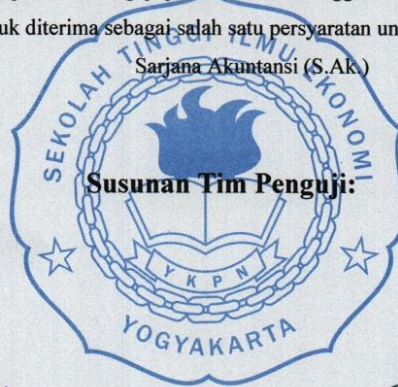 uk diterima sebagai salah satu persyaratan un
Sarjana Akuntansi (S.Ak.)
SEKOLAH TINGGI ILMU EKONOMI
Susunan Tim Penguji:
YKPN
YOGYAKARTA